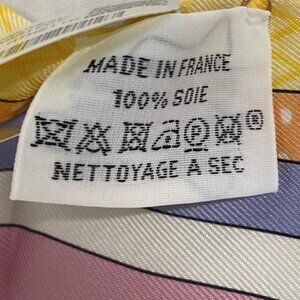 MADE IN FRANCE
100% SOIE
P ®
NETTOYAGE A SEC